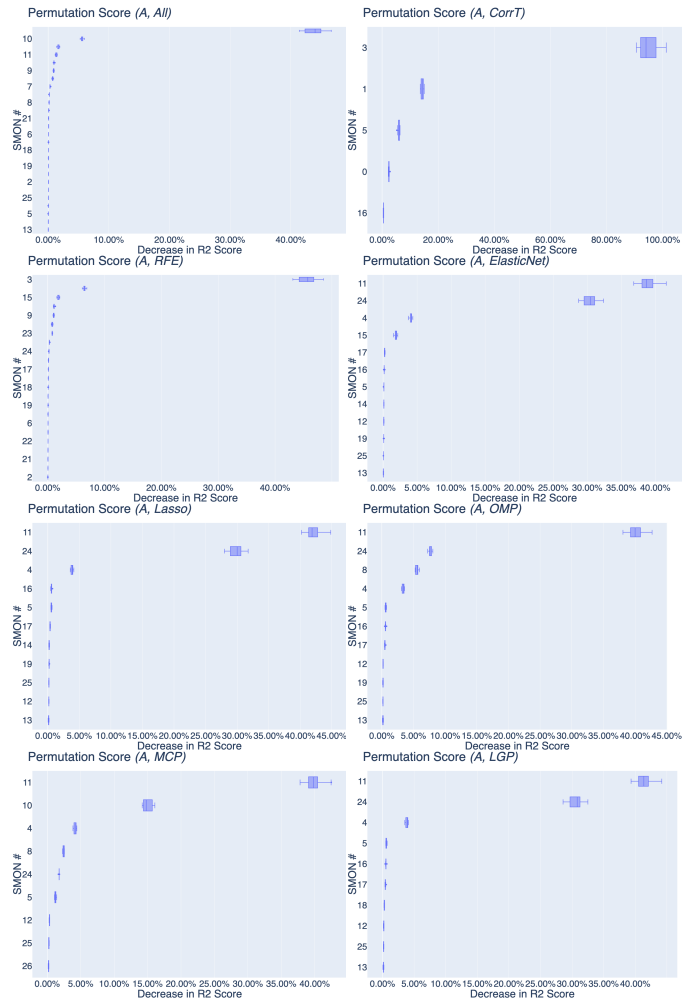 Permutation Score (A, All)
SMON #
10
11
9
7
8
21
6
18
19
2
25
5
13
0.00% 10.00% 20.00% 30.00% 40.00%
Decrease in R2 Score
Permutation Score (A, CorrT)
SMON #
3
1
5
0
16
0.00% 20.00% 40.00% 60.00% 80.00% 100.00%
Decrease in R2 Score
Permutation Score (A, RFE)
SMON #
3
15
9
23
24
17
18
19
6
22
21
2
0.00% 10.00% 20.00% 30.00% 40.00%
Decrease in R2 Score
Permutation Score (A, ElasticNet)
SMON #
11
24
4
15
17
16
5
14
12
19
25
13
0.00% 5.00% 10.00% 15.00% 20.00% 25.00% 30.00% 35.00% 40.00%
Decrease in R2 Score
Permutation Score (A, Lasso)
SMON #
11
24
4
16
5
17
14
19
25
12
13
0.00% 5.00% 10.00% 15.00% 20.00% 25.00% 30.00% 35.00% 40.00% 45.00%
Decrease in R2 Score
Permutation Score (A, OMP)
SMON #
11
24
8
4
5
16
17
12
19
25
13
0.00% 5.00% 10.00% 15.00% 20.00% 25.00% 30.00% 35.00% 40.00% 45.00%
Decrease in R2 Score
Permutation Score (A, MCP)
SMON #
11
10
4
8
24
5
12
25
26
0.00% 5.00% 10.00% 15.00% 20.00% 25.00% 30.00% 35.00% 40.00%
Decrease in R2 Score
Permutation Score (A, LGP)
SMON #
11
24
4
5
16
17
18
12
25
13
0.00% 5.00% 10.00% 15.00% 20.00% 25.00% 30.00% 35.00% 40.00%
Decrease in R2 Score